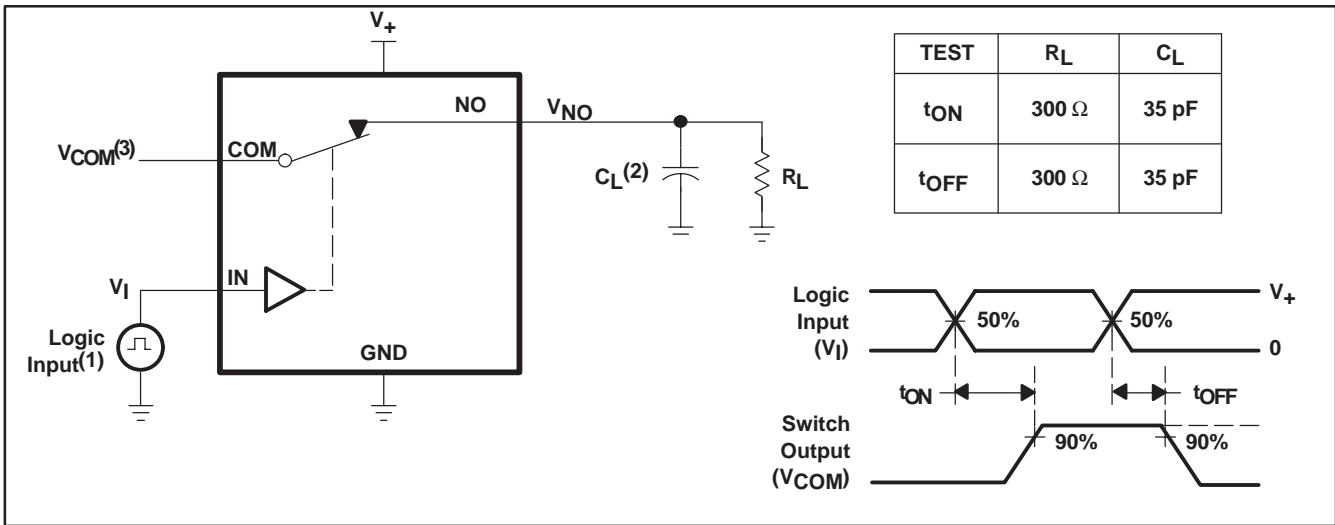 V+
NO
VNO
VCOM(3)
COM
CL(2)
RL
VI
IN
Logic
Input(1)
GND
TEST RL CL
tON 300 Ω 35 pF
tOFF 300 Ω 35 pF
Logic
Input
(VI)
50%
50%
V+
0
tON
tOFF
Switch
Output
(VCOM)
90%
90%